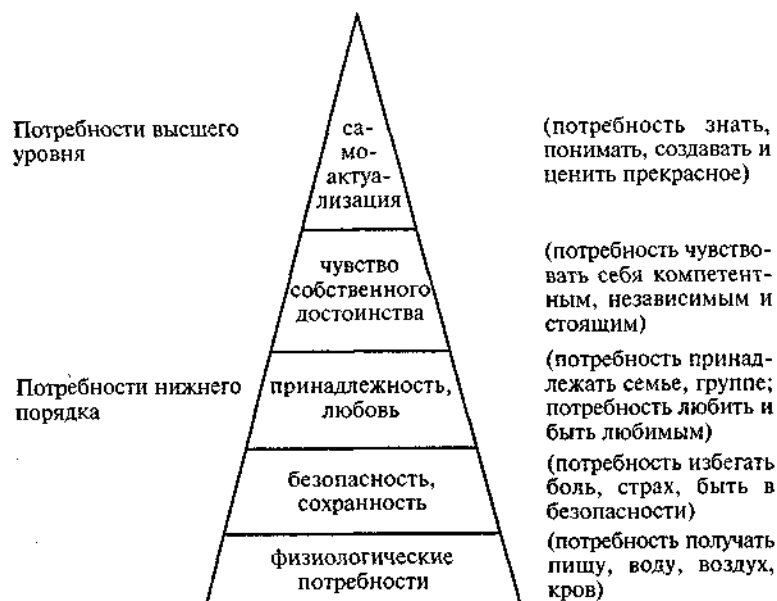 Потребности высшего
уровня
са-
мо-
актуа-
лизация
(потребность знать,
понимать, создавать и
ценить прекрасное)
чувство
собственного
достоинства
(потребность чувство-
вать себя компетент-
ным, независимым и
стоящим)
Потребности нижнего
порядка
принадлежность,
любовь
(потребность принад-
лежать семье, группе;
потребность любить и
быть любимым)
безопасность,
сохранность
(потребность избегать
боль, страх, быть в
безопасности)
физиологические
потребности
(потребность получать
пищу, воду, воздух,
кров)